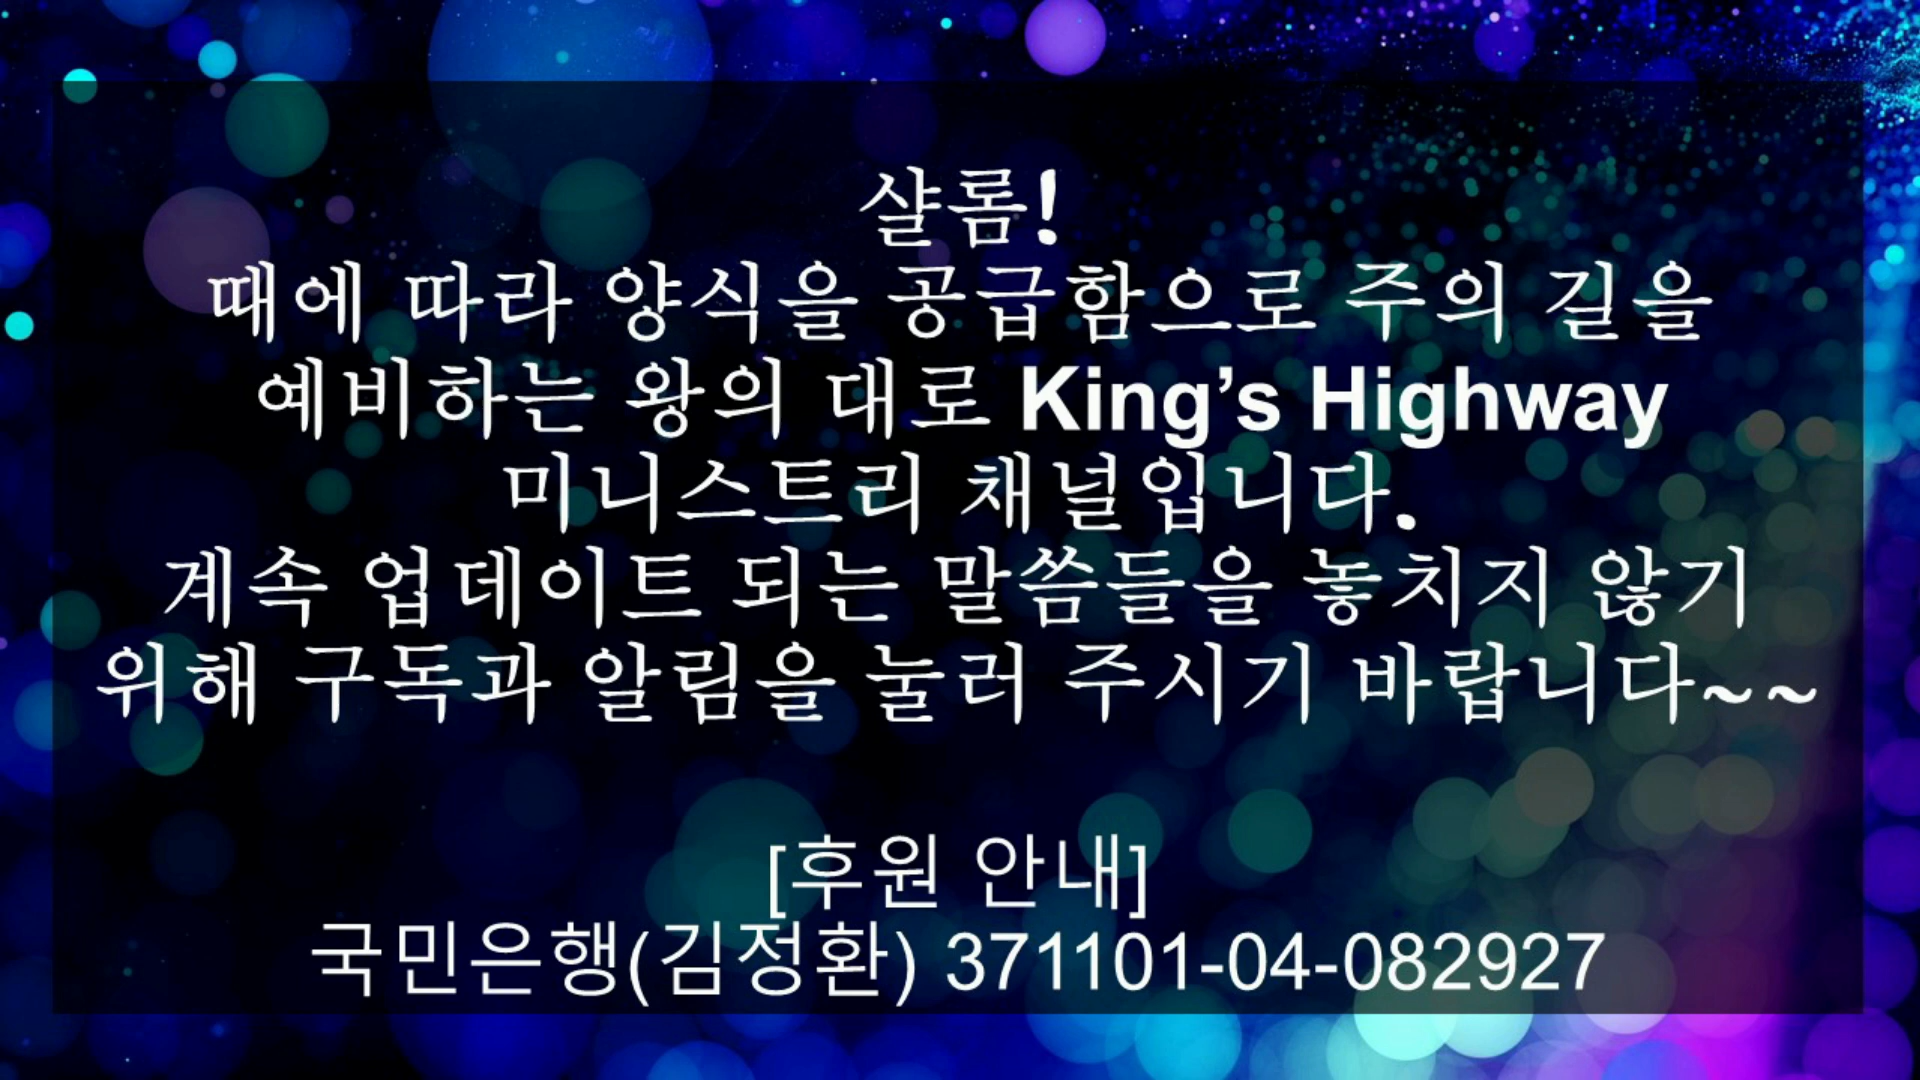 샬롬!
때에 따라 양식을 공급함으로 주의 길을
예비하는 왕의 대로 King’s Highway
미니스트리 채널입니다.
계속 업데이트 되는 말씀들을 놓치지 않기
위해 구독과 알림을 눌러 주시기 바랍니다~~
[후원 안내]
국민은행(김정환) 371101-04-082927